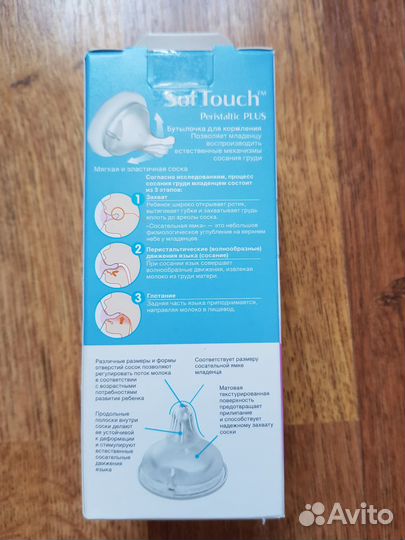 SofTouch™
Peristaltic PLUS
Бутылочка для кормления
Позволяет младенцу
воспроизводить
естественные механизмы
сосания груди
Мягкая и эластичная соска
Согласно исследованиям, процесс
сосания груди младенцем состоит
из 3 этапов:
1 Захват
Ребенок широко открывает ротик,
вытягивает губки и захватывает грудь
вплоть до ареолы соска.
«Сосательная ямка» — это небольшое
физиологическое углубление на верхнем
небе у младенцев
2 Перистальтические (волнообразные)
движения языка (сосание)
При сосании язык совершает
волнообразные движения, извлекая
молоко из груди матери.
3 Глотание
Задняя часть языка приподнимается,
направляя молоко в пищевод.
Различные размеры и формы
отверстий сосок позволяют
регулировать поток молока
в соответствии
с возрастными
потребностями
развития ребенка
Соответствует размеру
сосательной ямке
младенца
Матовая
текстурированная
поверхность
предотвращает
прилипание
и способствует
надежному захвату
соски
Продольные
полоски внутри
соски делают
ее устойчивой
к деформации
и стимулируют
естественные
сосательные
движения
языка
Avito